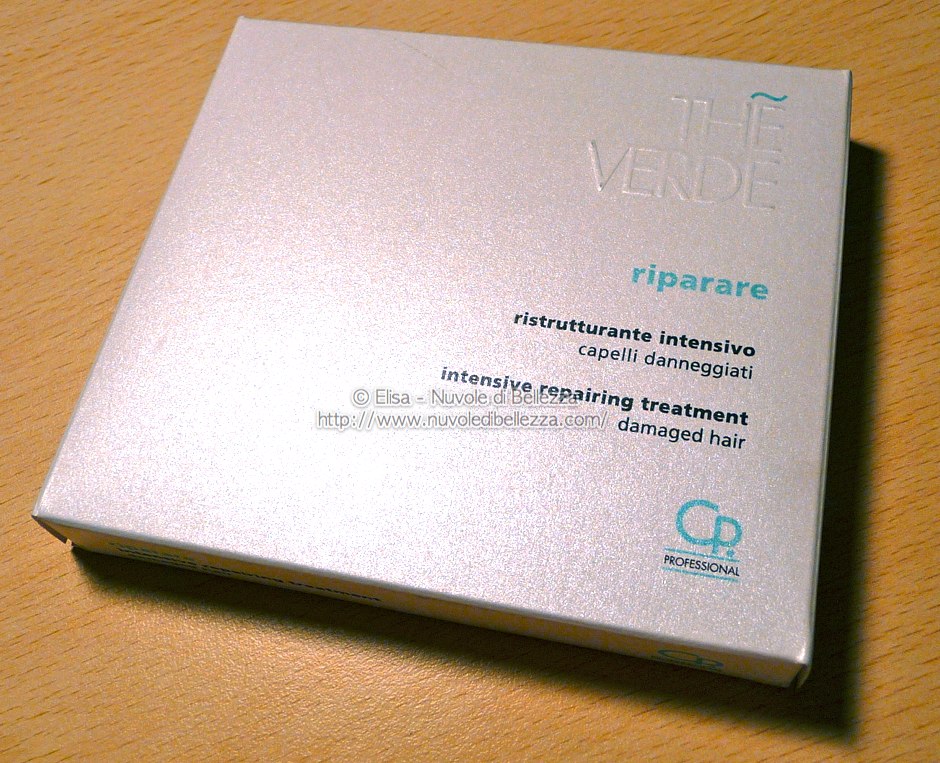 THẼ
VERDE
riparare
ristrutturante intensivo
capelli danneggiati
intensive repairing treatment
damaged hair
© Elisa - Nuvole di Bellezza
http://www.nuvoledibellezza.com/
Cp.
PROFESSIONAL